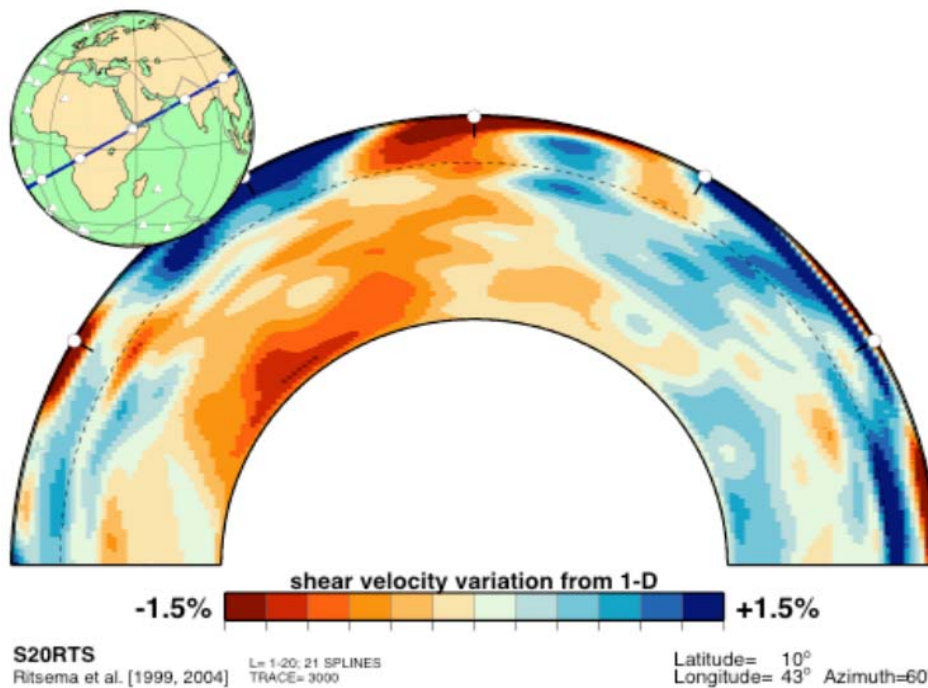 shear velocity variation from 1-D
-1.5% +1.5%
S20RTS
Ritsema et al. [1999, 2004]
L= 1-20; 21 SPLINES
TRACE= 3000
Latitude= 10°
Longitude= 43° Azimuth=60